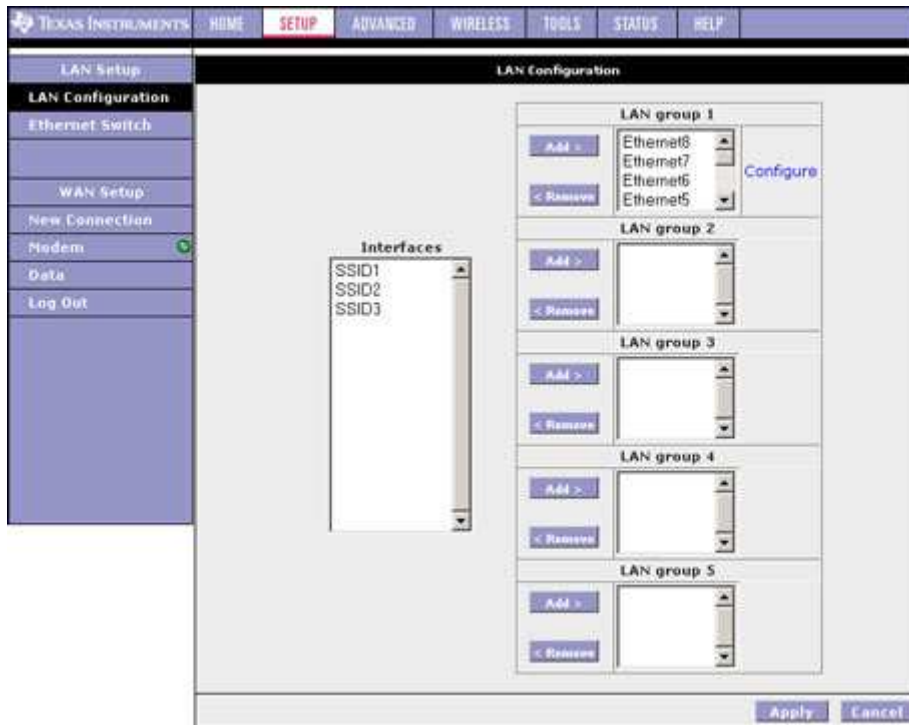 TEXAS INSTRUMENTS HOME SETUP ADVANCED WIRELESS TOOLS STATUS HELP
LAN Setup
LAN Configuration
Ethernet Switch
WAN Setup
New Connection
Modem
Data
Log Out
LAN Configuration
Interfaces
SSID1
SSID2
SSID3
LAN group 1
Add >
< Remove
Ethernet8
Ethernet7
Ethernet6
Ethernet5
Configure
LAN group 2
Add >
< Remove
LAN group 3
Add >
< Remove
LAN group 4
Add >
< Remove
LAN group 5
Add >
< Remove
Apply Cancel